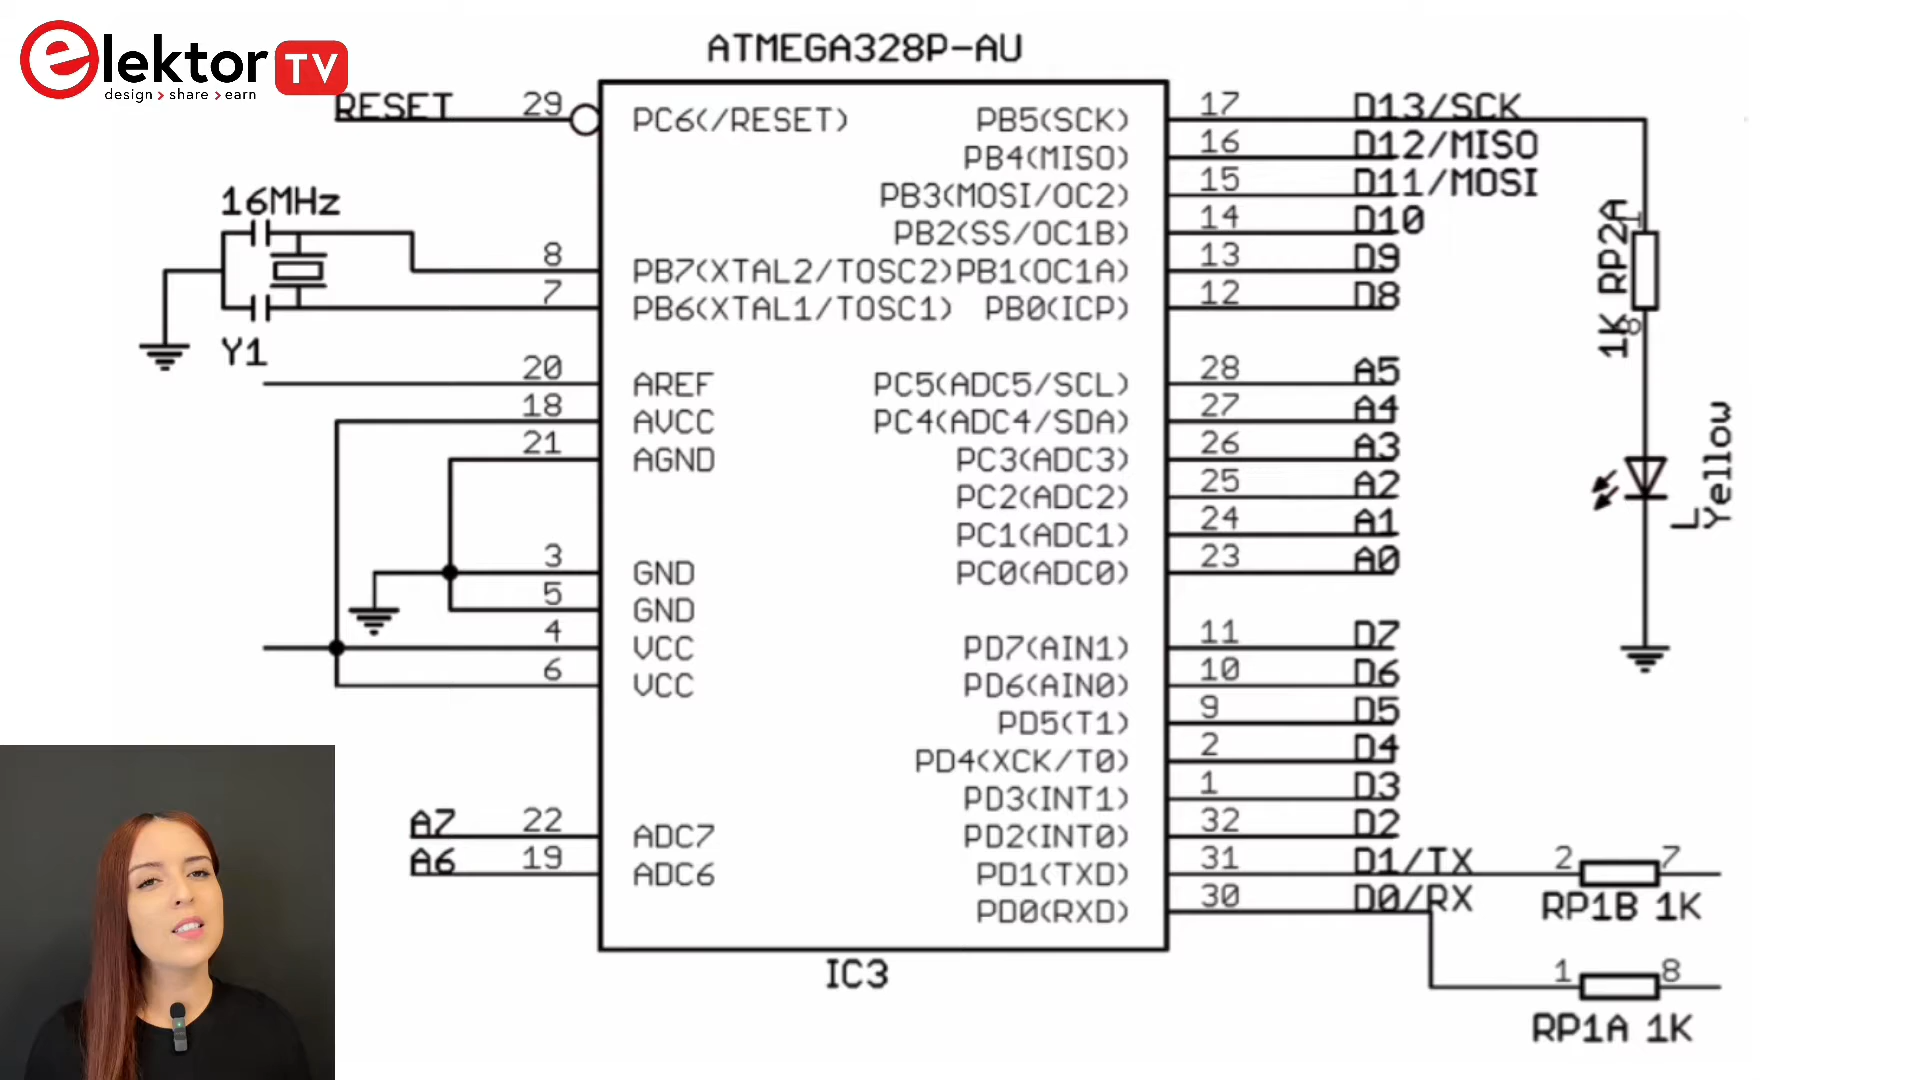 elektor TV
design > share > earn
ATMEGA328P-AU
RESET 29 PC6(/RESET)
16MHz
8 PB7(XTAL2/TOSC2)
7 PB6(XTAL1/TOSC1)
Y1
20 AREF
18 AVCC
21 AGND
3 GND
5 GND
4 VCC
6 VCC
A7 22 ADC7
A6 19 ADC6
PB5(SCK) 17 D13/SCK
PB4(MISO) 16 D12/MISO
PB3(MOSI/OC2) 15 D11/MOSI
PB2(SS/OC1B) 14 D10
PB1(OC1A) 13 D9
PB0(ICP) 12 D8
PC5(ADC5/SCL) 28 A5
PC4(ADC4/SDA) 27 A4
PC3(ADC3) 26 A3
PC2(ADC2) 25 A2
PC1(ADC1) 24 A1
PC0(ADC0) 23 A0
PD7(AIN1) 11 D7
PD6(AIN0) 10 D6
PD5(T1) 9 D5
PD4(XCK/T0) 2 D4
PD3(INT1) 1 D3
PD2(INT0) 32 D2
PD1(TXD) 31 D1/TX
PD0(RXD) 30 D0/RX
1 8
1K RP2A
L
Yellow
2 7
RP1B 1K
1 8
RP1A 1K
IC3